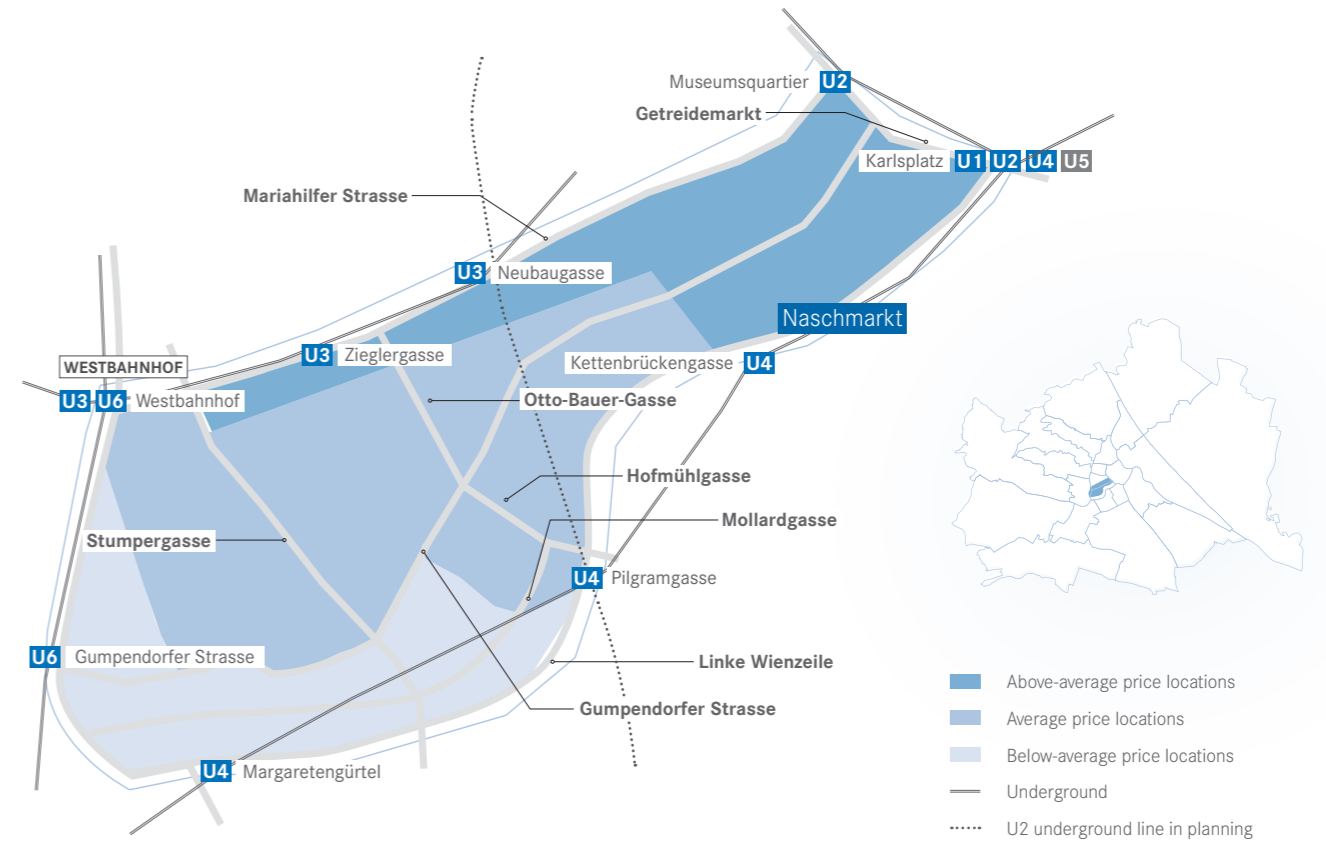 Museumsquartier U2
Getreidemarkt
Karlsplatz U1 U2 U4 U5
Mariahilfer Strasse
U3 Neubaugasse
Naschmarkt
U3 Zieglergasse
Kettenbrückengasse U4
WESTBAHNHOF
U3 U6 Westbahnhof
Otto-Bauer-Gasse
Hofmühlgasse
Mollardgasse
Stumpergasse
U4 Pilgramgasse
U6 Gumpendorfer Strasse
Linke Wienzeile
Gumpendorfer Strasse
U4 Margaretengürtel
Above-average price locations
Average price locations
Below-average price locations
Underground
U2 underground line in planning